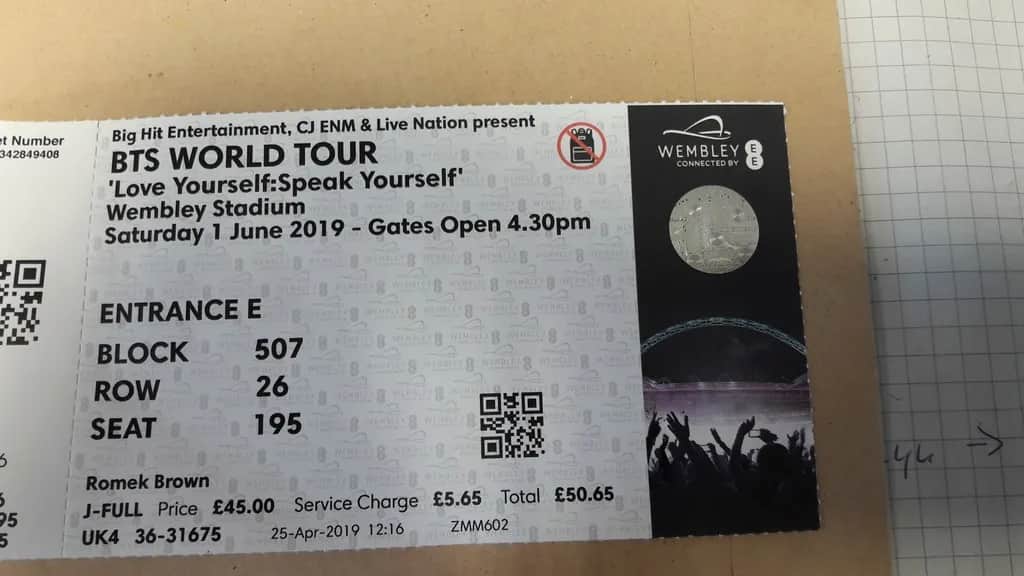 et Number
342849408
Big Hit Entertainment, CJ ENM & Live Nation present
BTS WORLD TOUR
'Love Yourself:Speak Yourself'
Wembley Stadium
Saturday 1 June 2019 - Gates Open 4.30pm
ENTRANCE E
BLOCK 507
ROW 26
SEAT 195
Romek Brown
J-FULL Price £45.00 Service Charge £5.65 Total £50.65
UK4 36-31675 25-Apr-2019 12:16 ZMM602
WEMBLEY
CONNECTED BY
EE
6
95
5